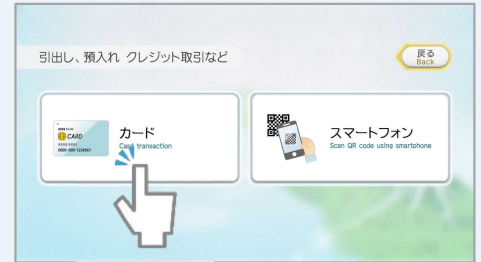 引出し、預入れ クレジット取引など
戻る
Back
CARD
0000-000-1234567
カード
Card transaction
スマートフォン
Scan QR code using smartphone